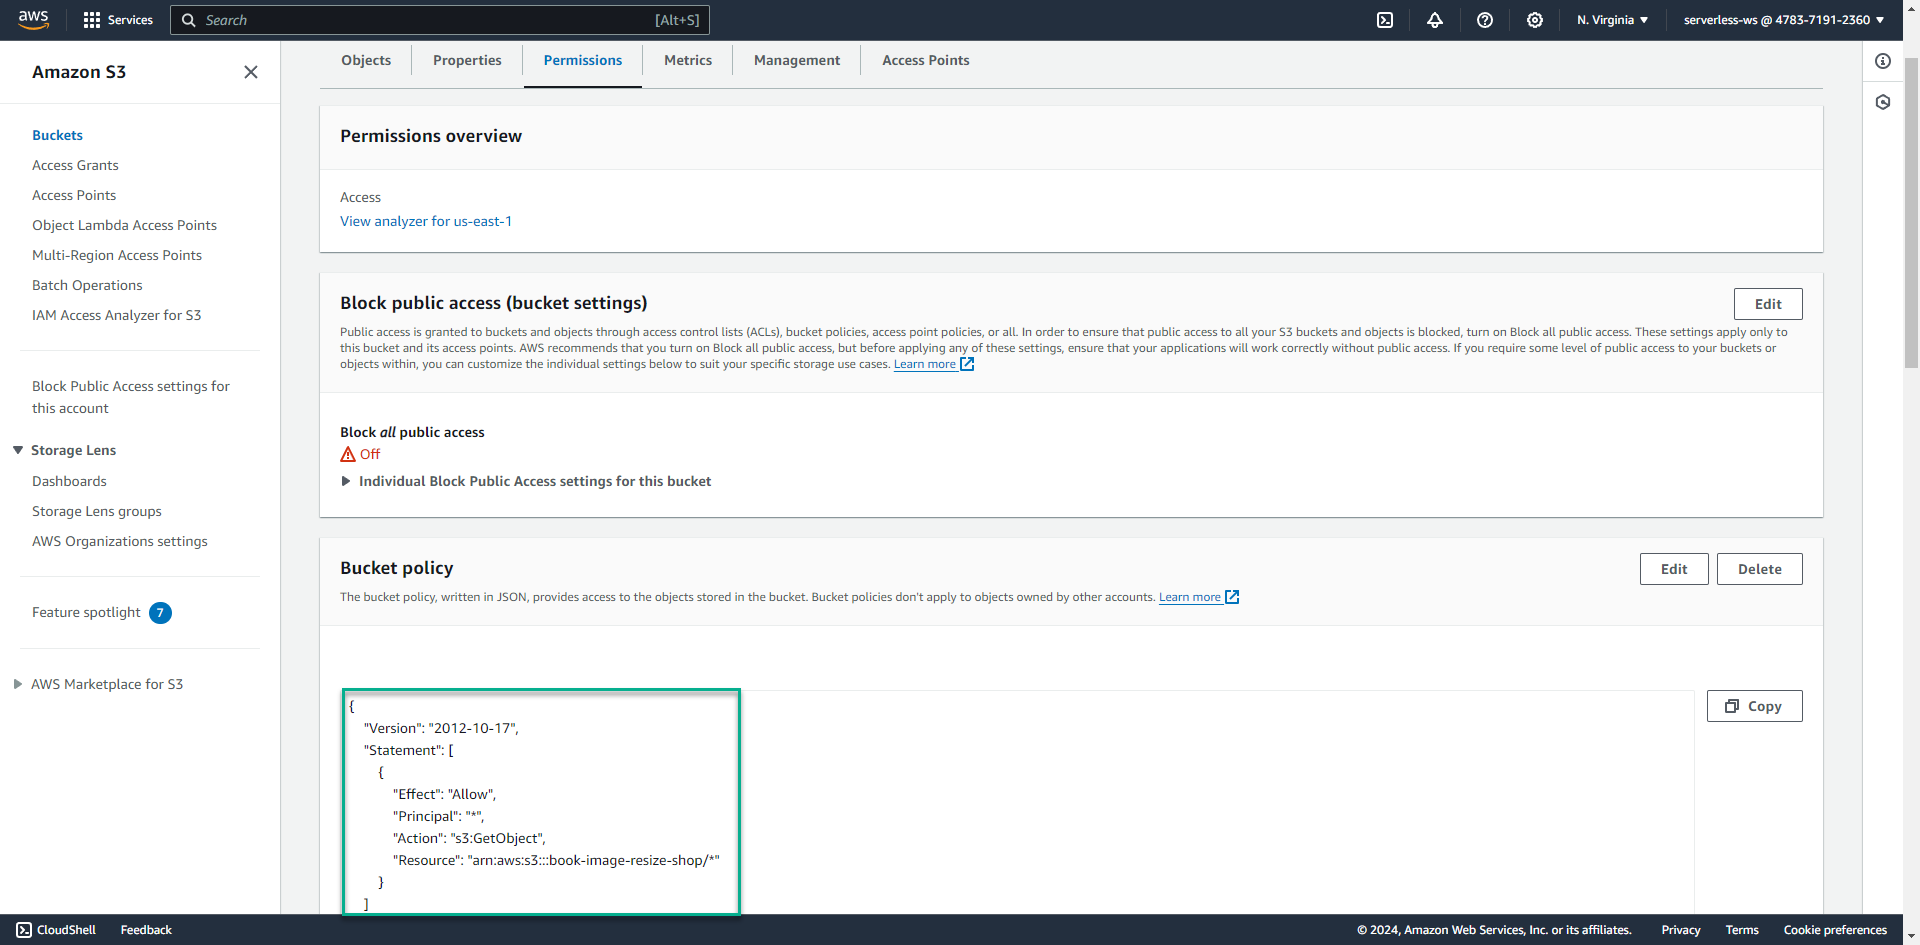 aws
Services
Search
[Alt+S]
N. Virginia
serverless-ws @ 4783-7191-2360
Amazon S3
Buckets
Access Grants
Access Points
Object Lambda Access Points
Multi-Region Access Points
Batch Operations
IAM Access Analyzer for S3
Block Public Access settings for
this account
Storage Lens
Dashboards
Storage Lens groups
AWS Organizations settings
Feature spotlight 7
AWS Marketplace for S3
Objects
Properties
Permissions
Metrics
Management
Access Points
Permissions overview
Access
View analyzer for us-east-1
Block public access (bucket settings)
Edit
Public access is granted to buckets and objects through access control lists (ACLs), bucket policies, access point policies, or all. In order to ensure that public access to all your S3 buckets and objects is blocked, turn on Block all public access. These settings apply only to
this bucket and its access points. AWS recommends that you turn on Block all public access, but before applying any of these settings, ensure that your applications will work correctly without public access. If you require some level of public access to your buckets or
objects within, you can customize the individual settings below to suit your specific storage use cases. Learn more
Block all public access
Off
Individual Block Public Access settings for this bucket
Bucket policy
Edit
Delete
The bucket policy, written in JSON, provides access to the objects stored in the bucket. Bucket policies don't apply to objects owned by other accounts. Learn more
Copy
{
"Version": "2012-10-17",
"Statement": [
{
"Effect": "Allow",
"Principal": "*",
"Action": "s3:GetObject",
"Resource": "arn:aws:s3:::book-image-resize-shop/*"
}
]
CloudShell
Feedback
© 2024, Amazon Web Services, Inc. or its affiliates.
Privacy
Terms
Cookie preferences